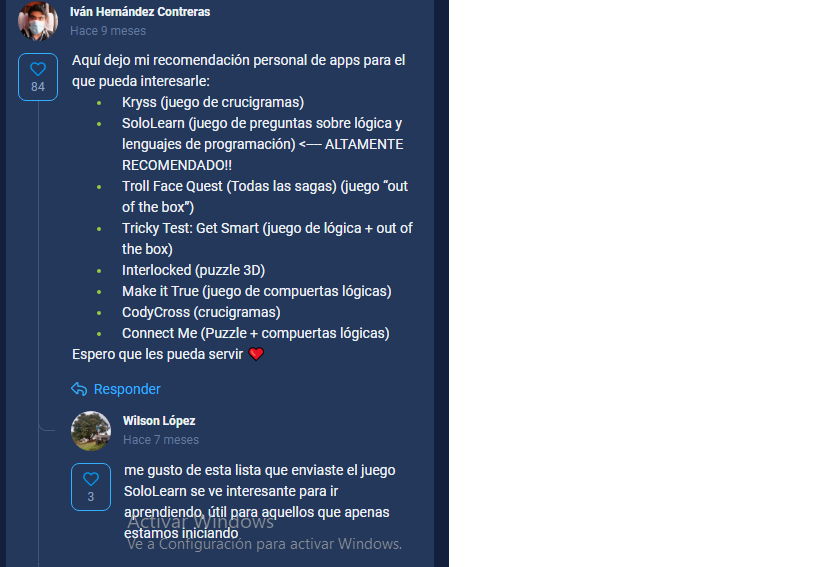 Iván Hernández Contreras
Hace 9 meses
84
Aquí dejo mi recomendación personal de apps para el
que pueda interesarle:
• Kryss (juego de crucigramas)
• SoloLearn (juego de preguntas sobre lógica y
lenguajes de programación) <— ALTAMENTE
RECOMENDADO!!
• Troll Face Quest (Todas las sagas) (juego “out
of the box”)
• Tricky Test: Get Smart (juego de lógica + out of
the box)
• Interlocked (puzzle 3D)
• Make it True (juego de compuertas lógicas)
• CodyCross (crucigramas)
• Connect Me (Puzzle + compuertas lógicas)
Espero que les pueda servir ❤
Responder
Wilson López
Hace 7 meses
3
me gusto de esta lista que enviaste el juego
SoloLearn se ve interesante para ir
aprendiendo, útil para aquellos que apenas
estamos iniciando
Activar Windows
Ve a Configuración para activar Windows.